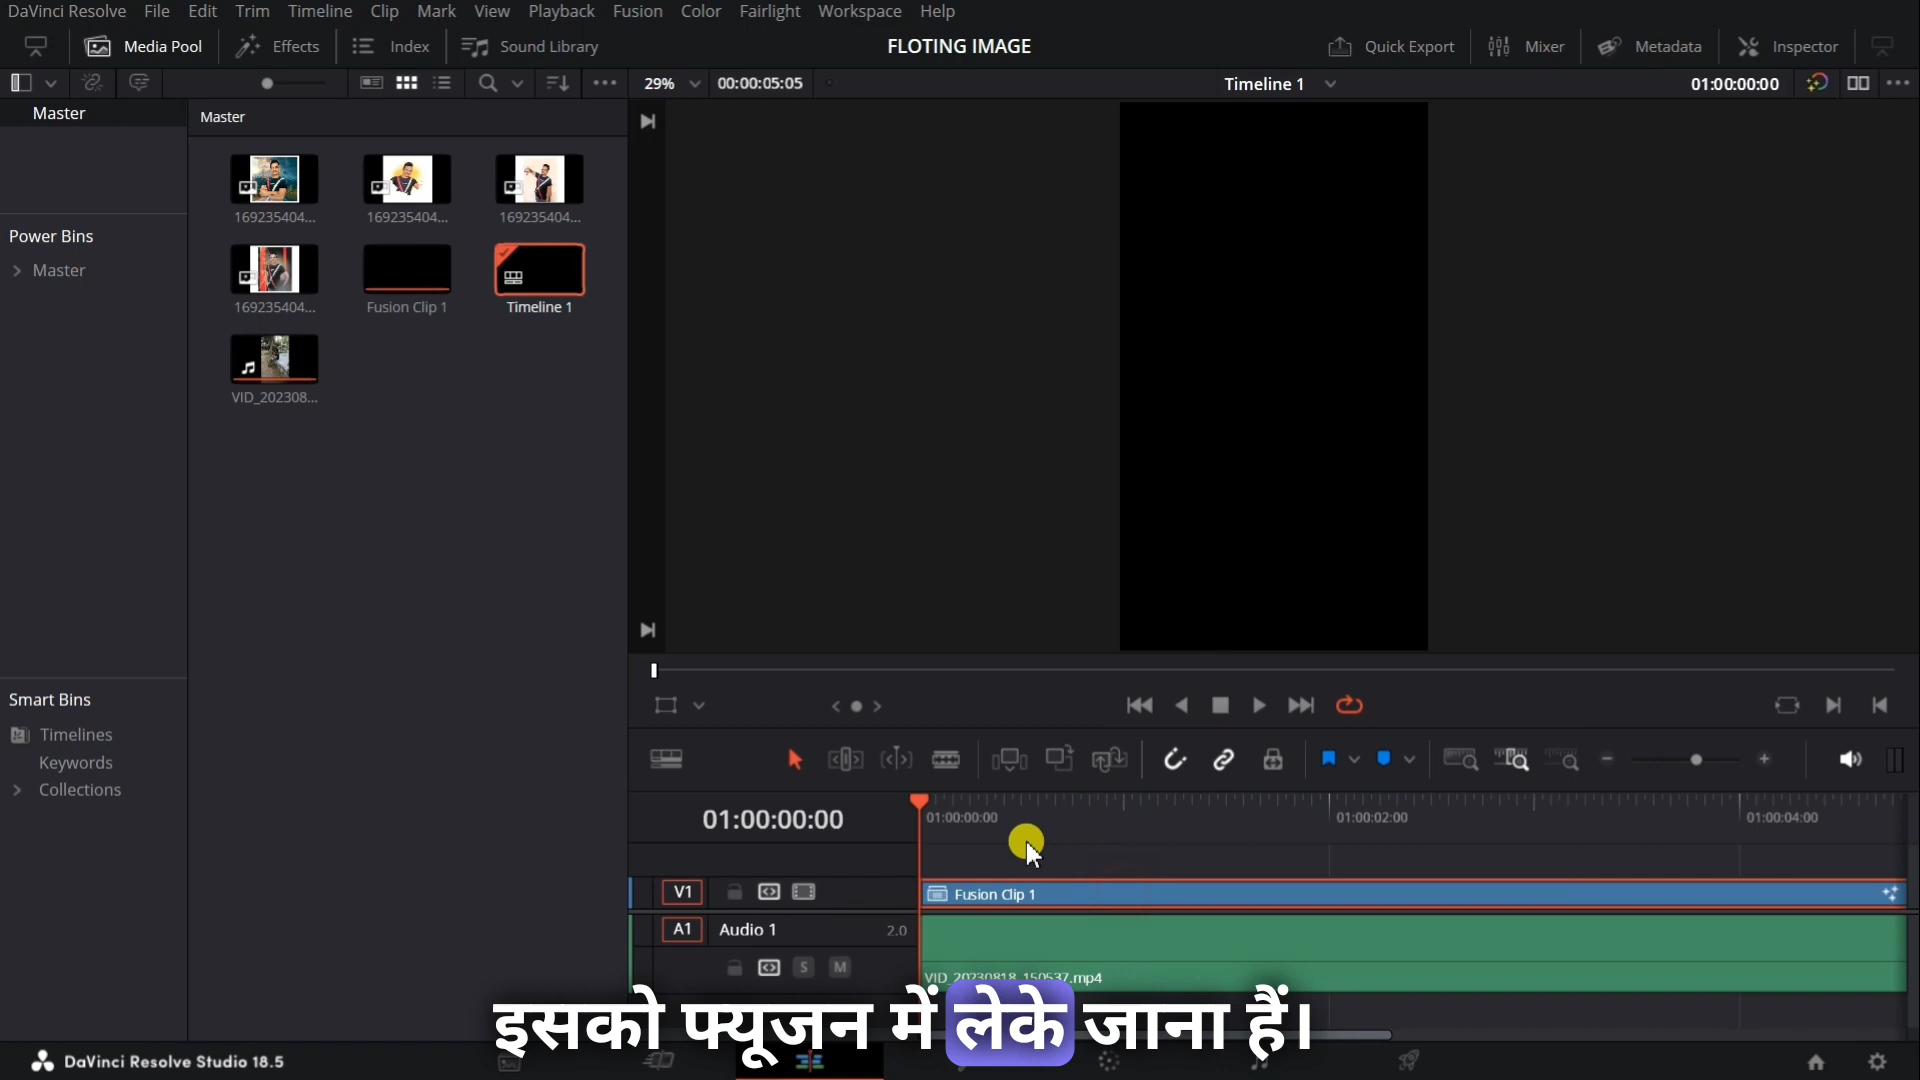 DaVinci Resolve File Edit Trim Timeline Clip Mark View Playback Fusion Color Fairlight Workspace Help
Media Pool Effects Index Sound Library FLOTING IMAGE Quick Export Mixer Metadata Inspector
29% 00:00:05:05 Timeline 1 01:00:00:00
Master
Master
169235404... 169235404... 169235404...
Power Bins
Master
169235404... Fusion Clip 1 Timeline 1
VID_202308...
Smart Bins
Timelines
Keywords
Collections
01:00:00:00 01:00:00:00 01:00:02:00 01:00:04:00
V1 Fusion Clip 1
A1 Audio 1 2.0
S M VID_20230818_150537.mp4
इसको फ्यूजन में लेके जाना हैं।
DaVinci Resolve Studio 18.5